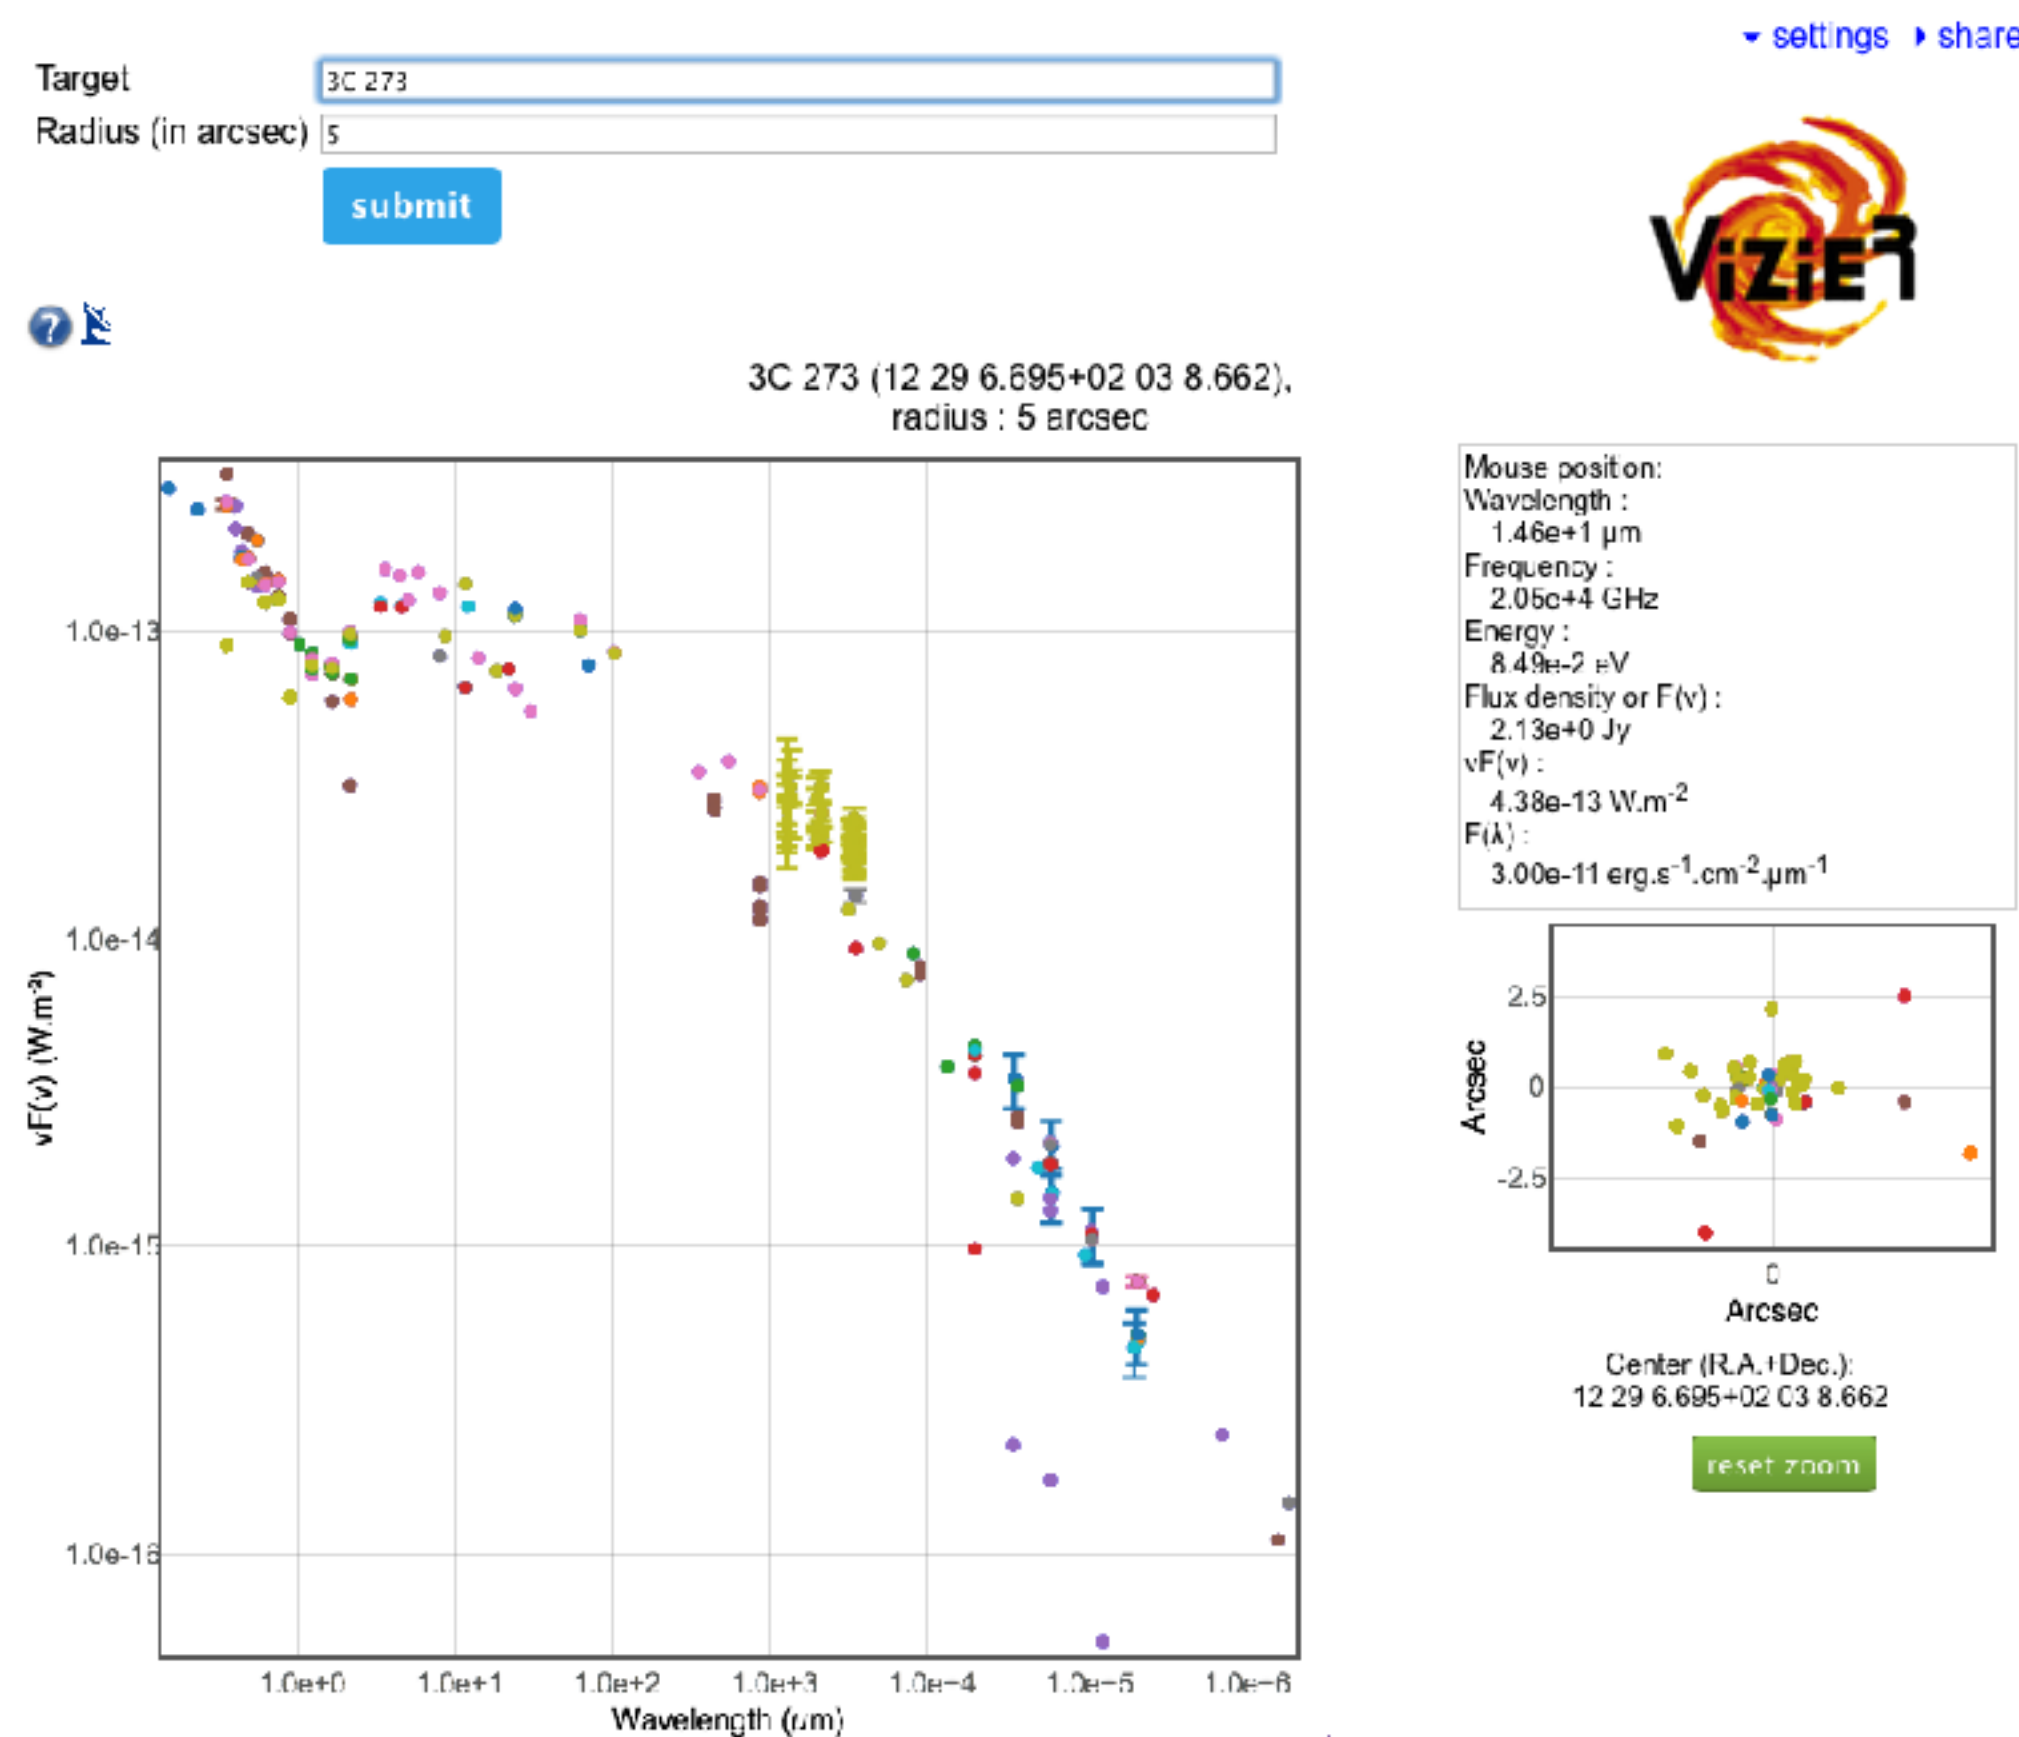 settings share
Target 3C 273
Radius (in arcsec) 5
submit
ViZiER
?
3C 273 (12 29 6.695+02 03 8.662),
radius : 5 arcsec
Mouse position:
Wavelength :
1.46e+1 µm
Frequency :
2.05e+4 GHz
Energy :
8.49e-2 eV
Flux density or F(ν) :
2.13e+0 Jy
νF(ν) :
4.38e-13 W.m-2
F(λ) :
3.00e-11 erg.s-1.cm-2.µm-1
1.0e-13
1.0e-14
1.0e-15
1.0e-16
νF(ν) (W.m-2)
1.0e+0 1.0e+1 1.0e+2 1.0e+3 1.0e+4 1.0e+5 1.0e+6
Wavelength (µm)
2.5
0
-2.5
Arcsec
0
Arcsec
Center (R.A.+Dec.):
12 29 6.695+02 03 8.662
reset zoom